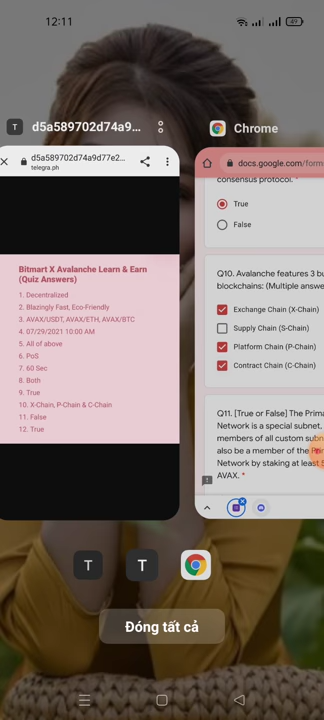 12:11
49
T
d5a589702d74a9...
Chrome
d5a589702d74a9d77e2...
telegra.ph
docs.google.com/form
Bitmart X Avalanche Learn & Earn
(Quiz Answers)
1. Decentralized
2. Blazingly Fast, Eco-Friendly
3. AVAX/USDT, AVAX/ETH, AVAX/BTC
4. 07/29/2021 10:00 AM
5. All of above
6. PoS
7. 60 Sec
8. Both
9. True
10. X-Chain, P-Chain & C-Chain
11. False
12. True
consensus protocol. *
True
False
Q10. Avalanche features 3 bu
blockchains: (Multiple answe
Exchange Chain (X-Chain)
Supply Chain (S-Chain)
Platform Chain (P-Chain)
Contract Chain (C-Chain)
Q11. [True or False] The Prima
Network is a special subnet,
members of all custom subn
also be a member of the Pri
Network by staking at least
AVAX. *
T
T
Đóng tất cả